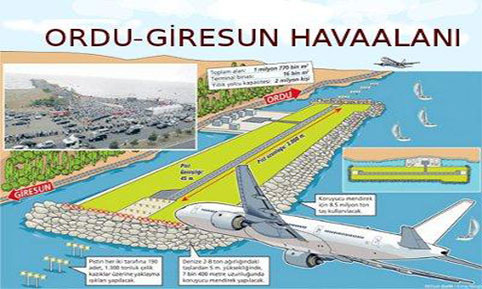 ORDU-GİRESUN HAVAALANI
Toplam alan: 1 milyon 770 bin m²
Terminal binası: 16 bin m²
Yıllık yolcu kapasitesi: 2 milyon kişi
ORDU
Pist uzunluğu: 3.000 m
Pist
Genişliği:
45 m.
GİRESUN
Koruyucu mendirek
için 8.5 milyon ton
taş kullanılacak.
Pistin her iki tarafına 190
adet, 1.300 tonluk çelik
kazıklar üzerine yaklaşma
ışıkları yapılacak.
Denize 2-8 ton ağırlığındaki
taşlardan 5 m. yüksekliğinde,
7 bin 400 metre uzunluğunda
koruyucu mendirek yapılacak.